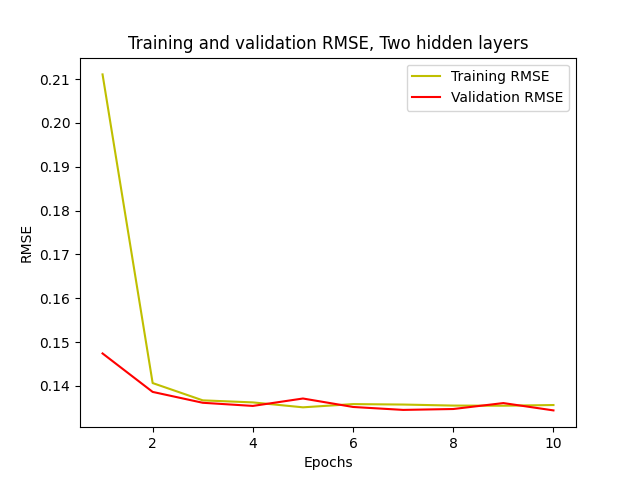 Training and validation RMSE, Two hidden layers
Training RMSE
Validation RMSE
0.21
0.20
0.19
0.18
0.17
0.16
0.15
0.14
RMSE
2 4 6 8 10
Epochs